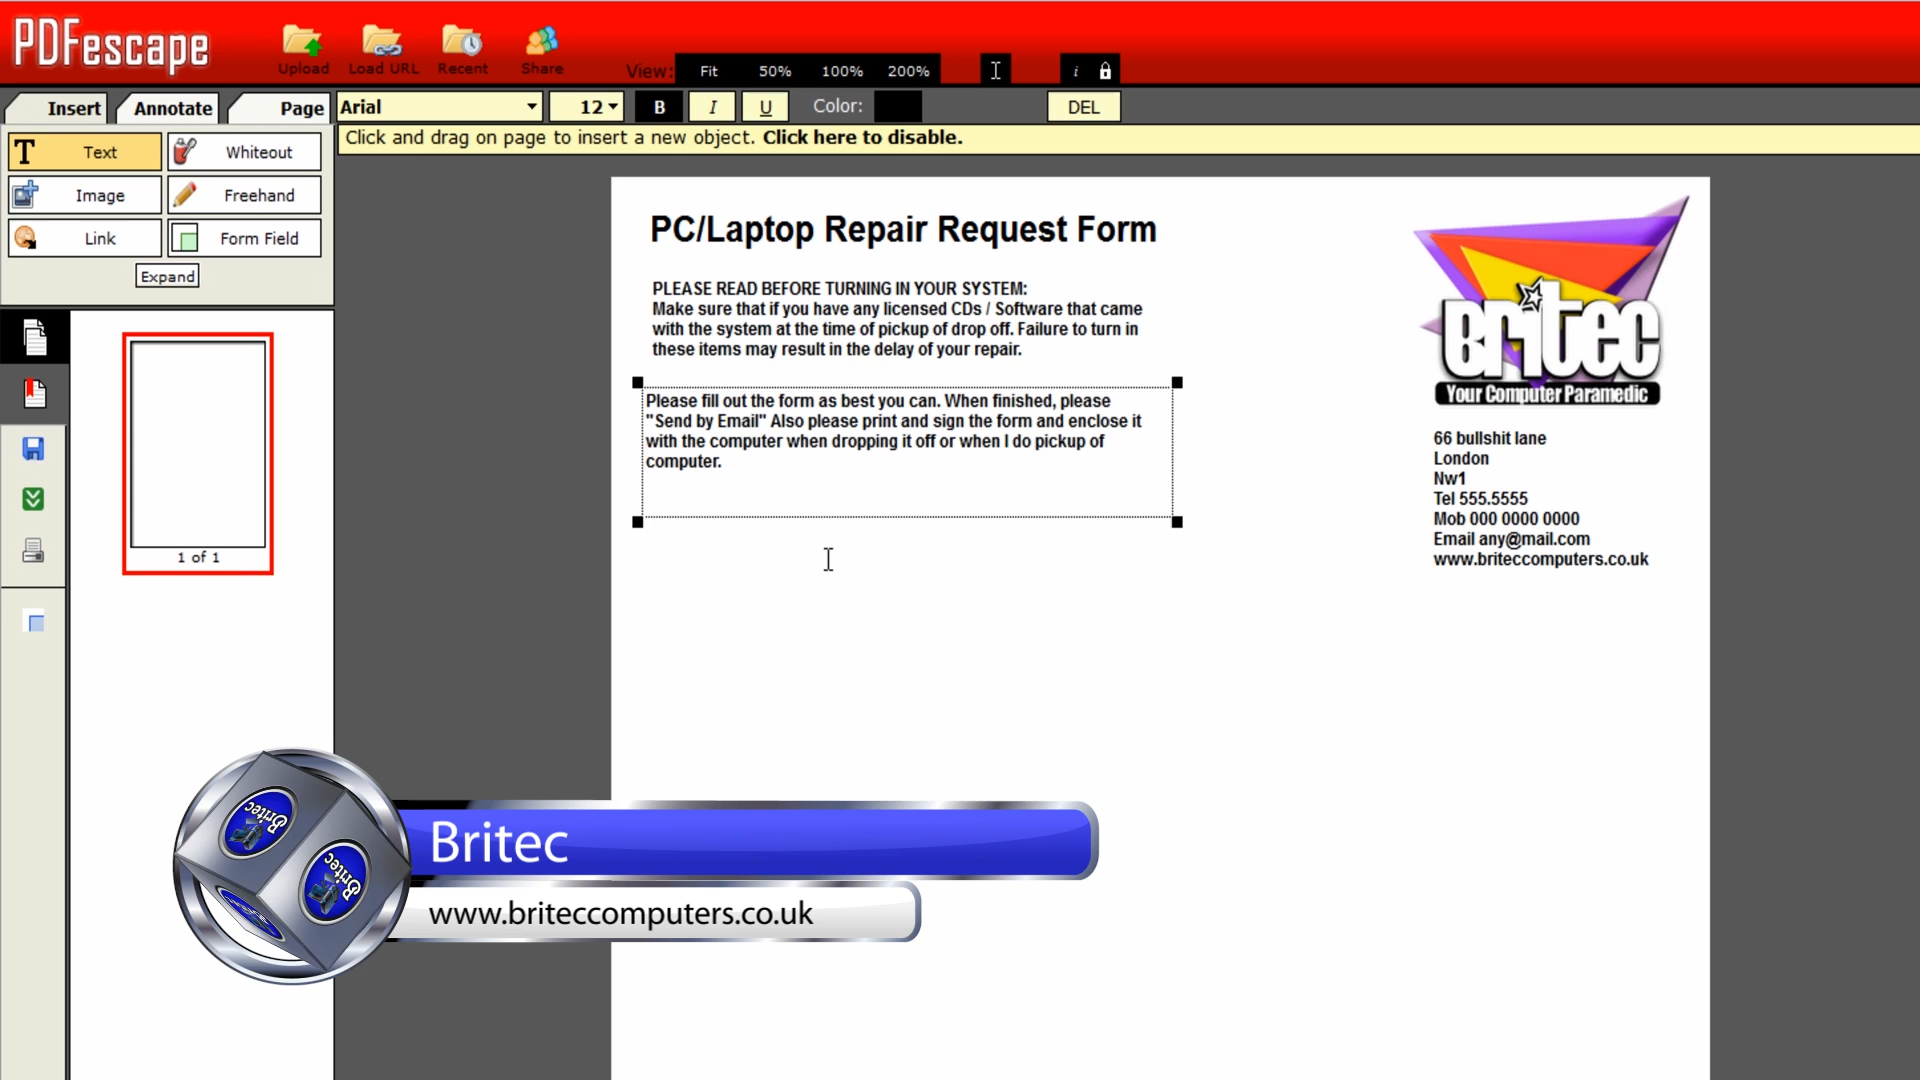 PDFescape
Upload
Load URL
Recent
Share
View:
Fit
50%
100%
200%
i
Insert
Annotate
Page
Arial
12
B
I
U
Color:
DEL
Click and drag on page to insert a new object. Click here to disable.
T Text
Whiteout
Image
Freehand
Link
Form Field
Expand
1 of 1
PC/Laptop Repair Request Form
PLEASE READ BEFORE TURNING IN YOUR SYSTEM:
Make sure that if you have any licensed CDs / Software that came
with the system at the time of pickup of drop off. Failure to turn in
these items may result in the delay of your repair.
Please fill out the form as best you can. When finished, please
"Send by Email" Also please print and sign the form and enclose it
with the computer when dropping it off or when I do pickup of
computer.
Britec
Your Computer Paramedic
66 bullshit lane
London
Nw1
Tel 555.5555
Mob 000 0000 0000
Email any@mail.com
www.briteccomputers.co.uk
Britec
Britec
Britec
www.briteccomputers.co.uk